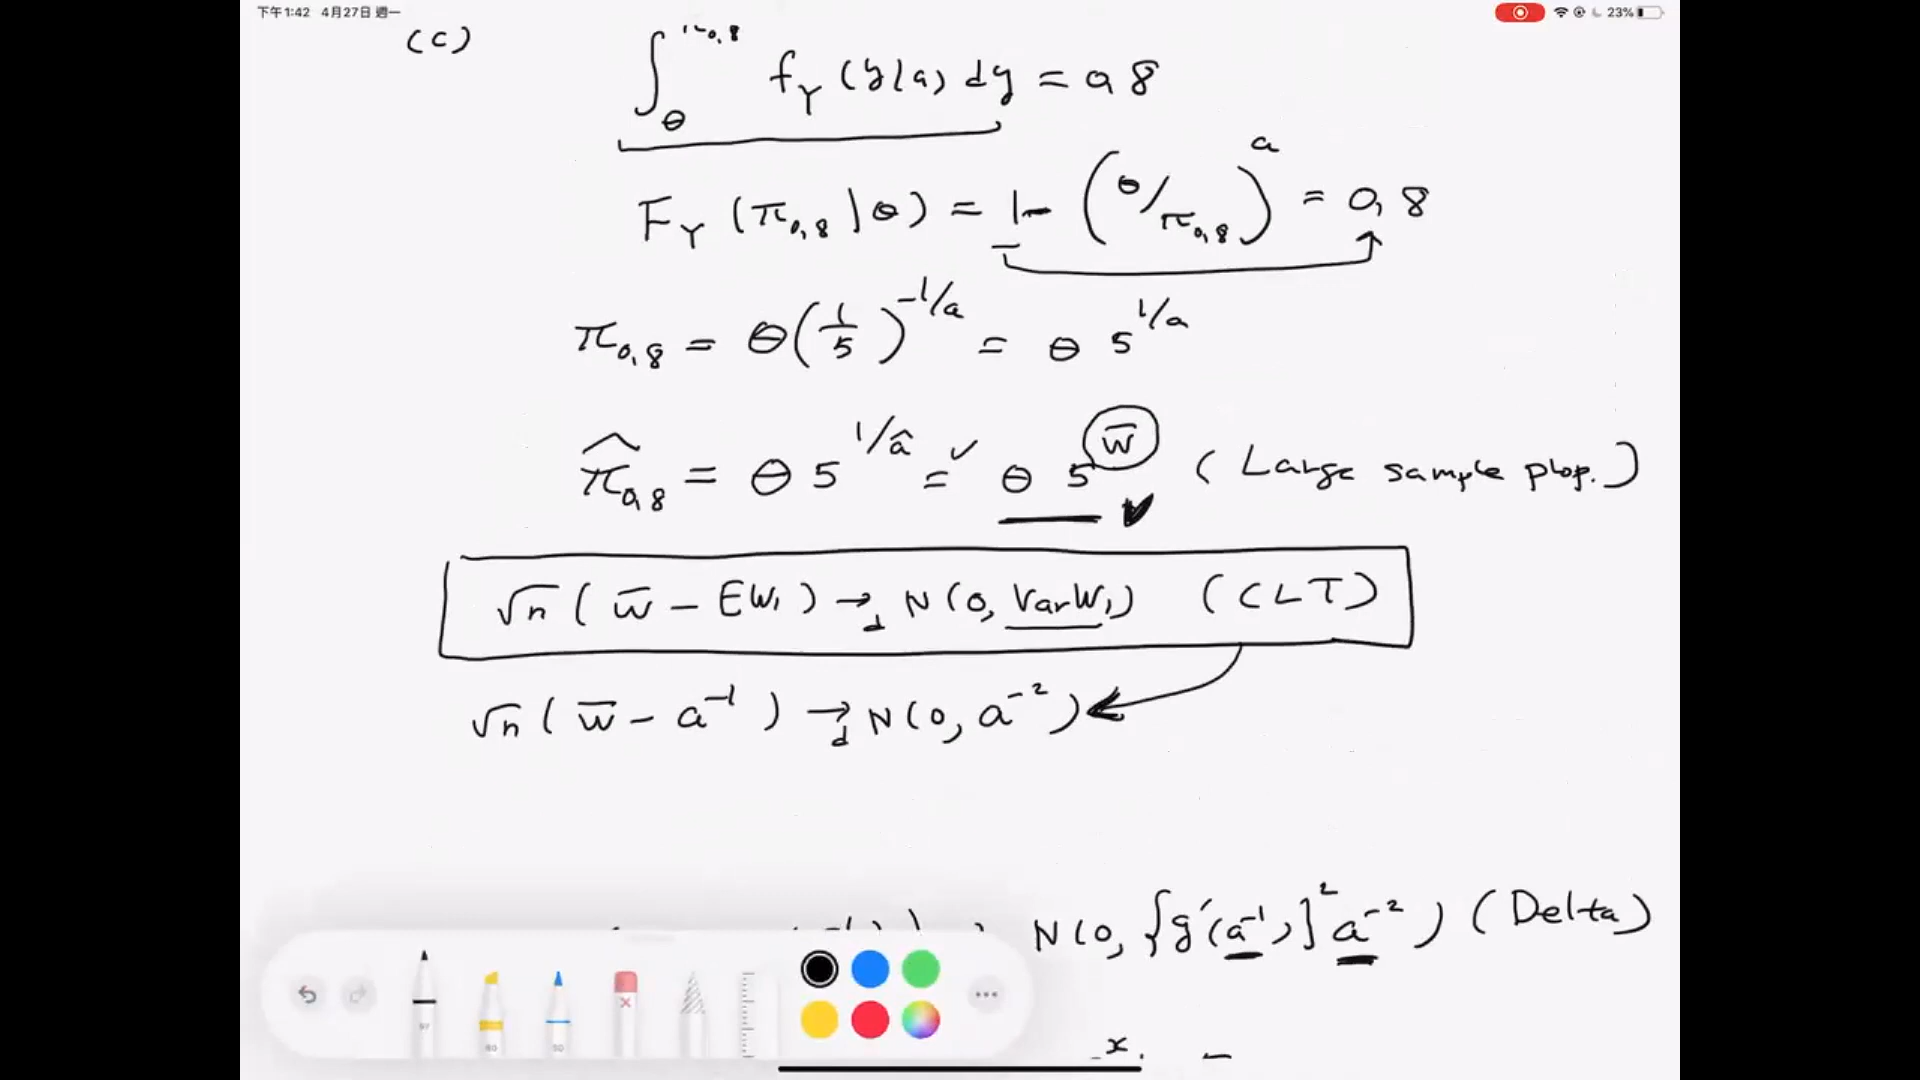 下午1:42 4月27日 週一
23%
(c)
∫_θ^{π_{0.8}} f_Y(y|a) dy = 0.8
F_Y(π_{0.8}|θ) = 1 - (θ/π_{0.8})^a = 0.8
π_{0.8} = θ(1/5)^{-1/a} = θ 5^{1/a}
π̂_{0.8} = θ 5^{1/â} = θ 5^{w̄} (Large sample prop.)
√n (w̄ - EW₁) →_d N(0, VarW₁) (CLT)
√n (w̄ - a^{-1}) →_d N(0, a^{-2})
N(0, {g'(a^{-1})}² a^{-2}) (Delta)
97
80
50
x